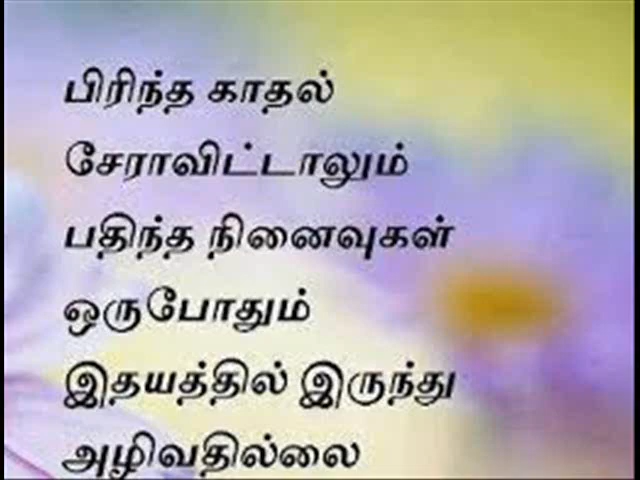 பிரிந்த காதல்
சேராவிட்டாலும்
பதிந்த நினைவுகள்
ஒருபோதும்
இதயத்தில் இருந்து
அழிவதில்லை